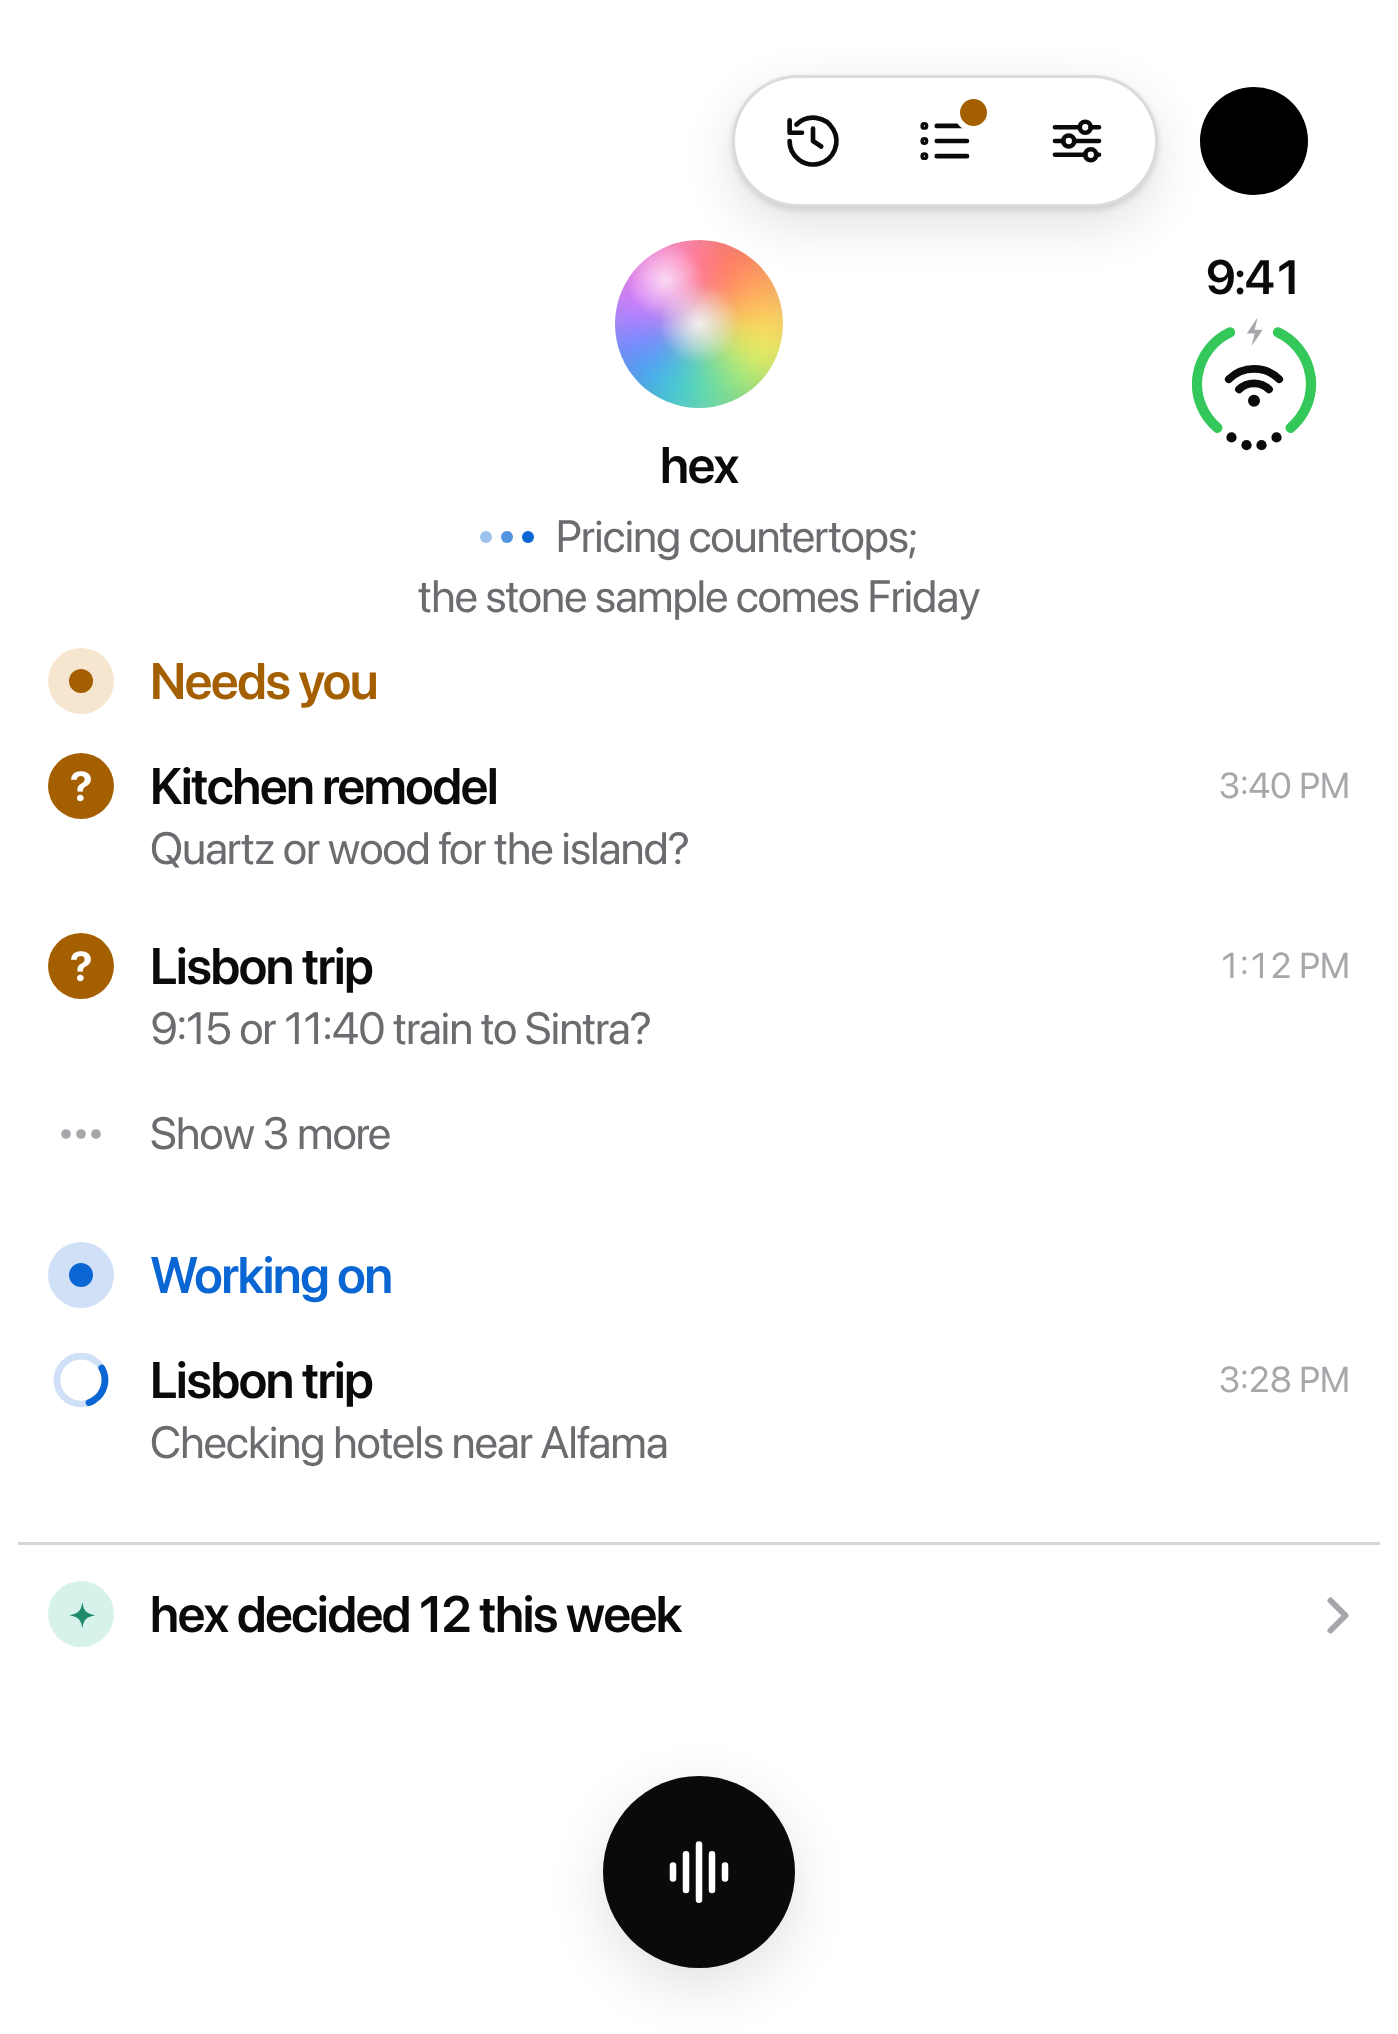 9:41
hex
Pricing countertops;
the stone sample comes Friday
Needs you
? Kitchen remodel 3:40 PM
Quartz or wood for the island?
? Lisbon trip 1:12 PM
9:15 or 11:40 train to Sintra?
Show 3 more
Working on
Lisbon trip 3:28 PM
Checking hotels near Alfama
hex decided 12 this week